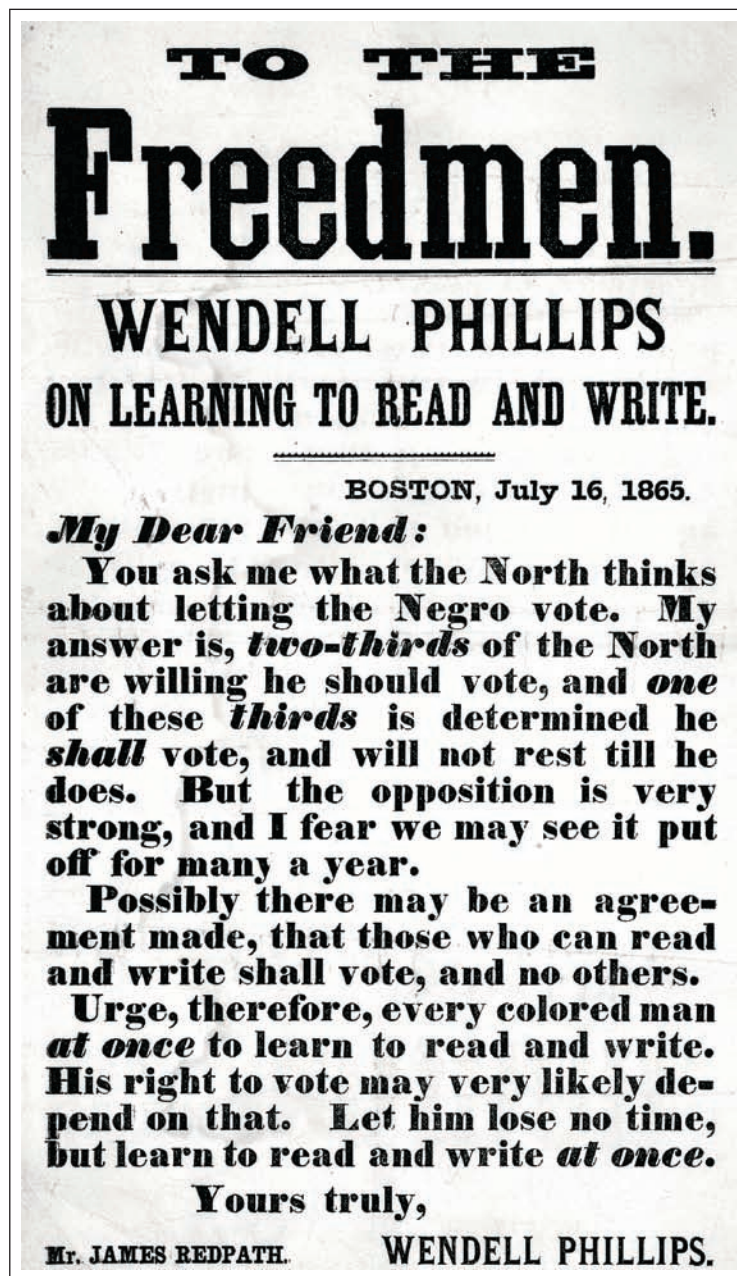 TO THE
Freedmen.
WENDELL PHILLIPS
ON LEARNING TO READ AND WRITE.
BOSTON, July 16, 1865.
My Dear Friend:
You ask me what the North thinks
about letting the Negro vote. My
answer is, two-thirds of the North
are willing he should vote, and one
of these thirds is determined he
shall vote, and will not rest till he
does. But the opposition is very
strong, and I fear we may see it put
off for many a year.
Possibly there may be an agree-
ment made, that those who can read
and write shall vote, and no others.
Urge, therefore, every colored man
at once to learn to read and write.
His right to vote may very likely de-
pend on that. Let him lose no time,
but learn to read and write at once.
Yours truly,
Mr. JAMES REDPATH. WENDELL PHILLIPS.